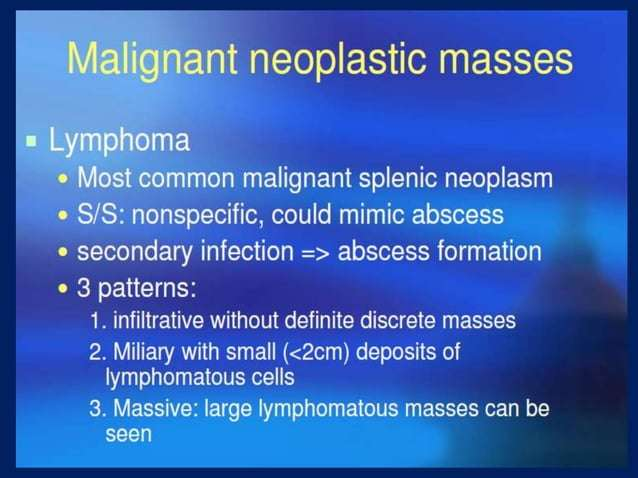 Malignant neoplastic masses
Lymphoma
Most common malignant splenic neoplasm
S/S: nonspecific, could mimic abscess
secondary infection => abscess formation
3 patterns:
1. infiltrative without definite discrete masses
2. Miliary with small (<2cm) deposits of
lymphomatous cells
3. Massive: large lymphomatous masses can be
seen